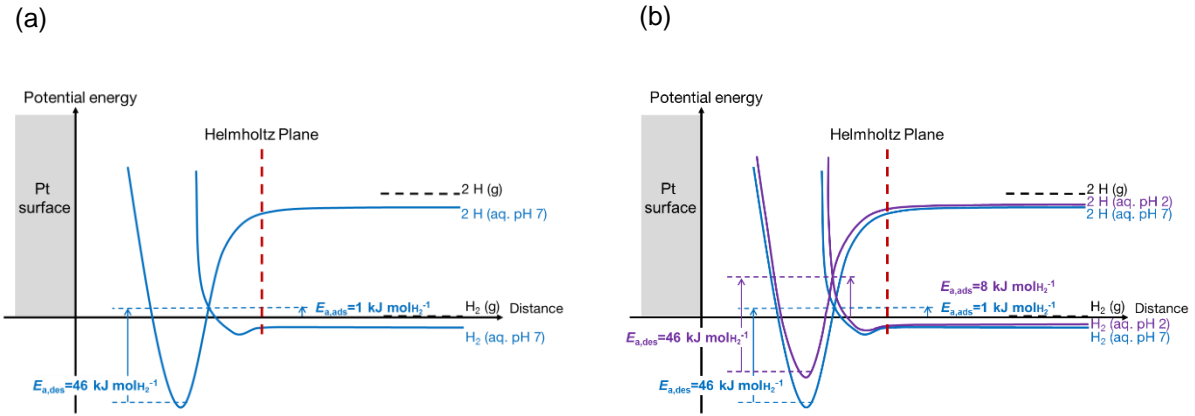 (a)
Potential energy
Helmholtz Plane
Pt
surface
2 H (g)
2 H (aq. pH 7)
Eₐ,ads=1 kJ molH₂⁻¹
H₂ (g)
Distance
H₂ (aq. pH 7)
Eₐ,des=46 kJ molH₂⁻¹
(b)
Potential energy
Helmholtz Plane
Pt
surface
2 H (g)
2 H (aq. pH 2)
2 H (aq. pH 7)
Eₐ,ads=8 kJ molH₂⁻¹
Eₐ,ads=1 kJ molH₂⁻¹
H₂ (g)
Distance
H₂ (aq. pH 2)
H₂ (aq. pH 7)
Eₐ,des=46 kJ molH₂⁻¹
Eₐ,des=46 kJ molH₂⁻¹